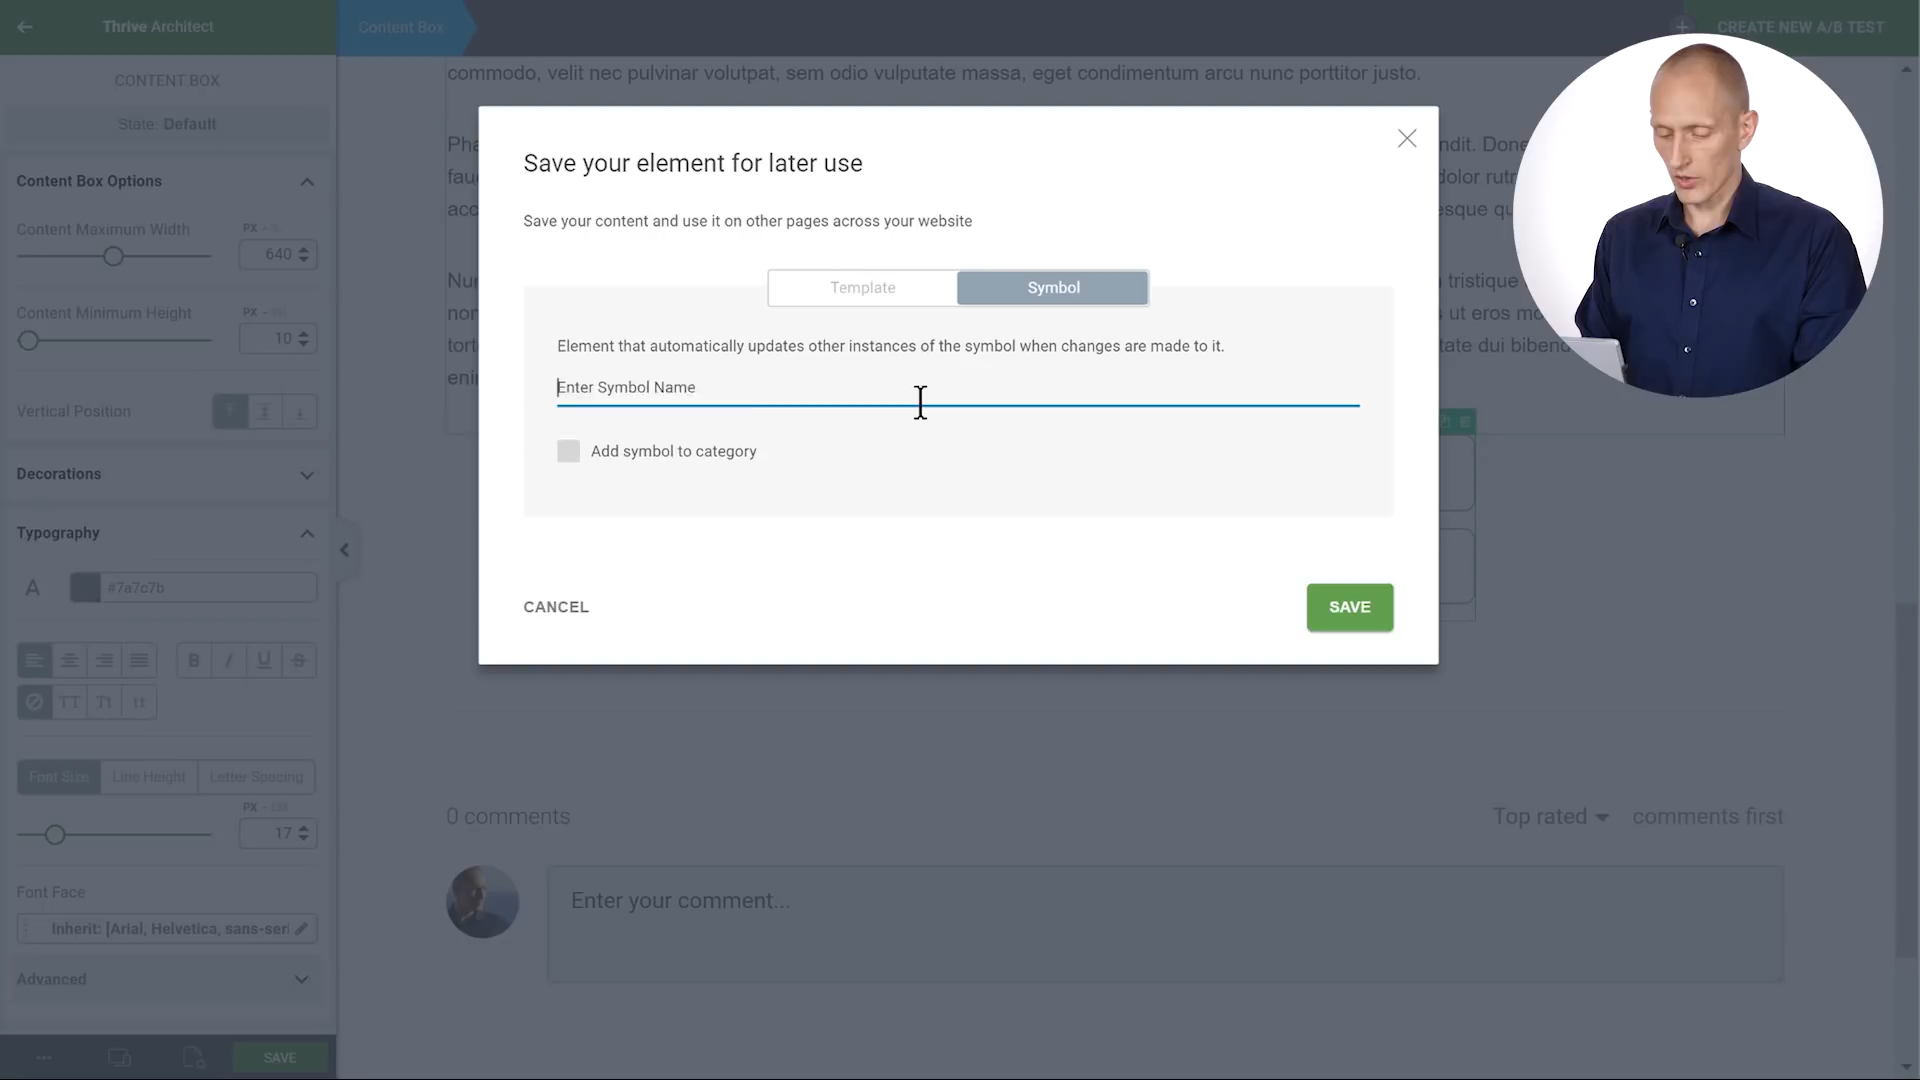 Thrive Architect
Content Box
CREATE NEW A/B TEST
CONTENT BOX
State: Default
Content Box Options
Content Maximum Width
PX
640
Content Minimum Height
PX
10
Vertical Position
Decorations
Typography
A
#7a7c7b
B I U S
TT Tt tt
Font Size Line Height Letter Spacing
PX
17
Font Face
Inherit: [Arial, Helvetica, sans-seri
Advanced
SAVE
commodo, velit nec pulvinar volutpat, sem odio vulputate massa, eget condimentum arcu nunc porttitor justo.
Save your element for later use
Save your content and use it on other pages across your website
Template
Symbol
Element that automatically updates other instances of the symbol when changes are made to it.
Enter Symbol Name
Add symbol to category
CANCEL
SAVE
0 comments
Top rated
comments first
Enter your comment...